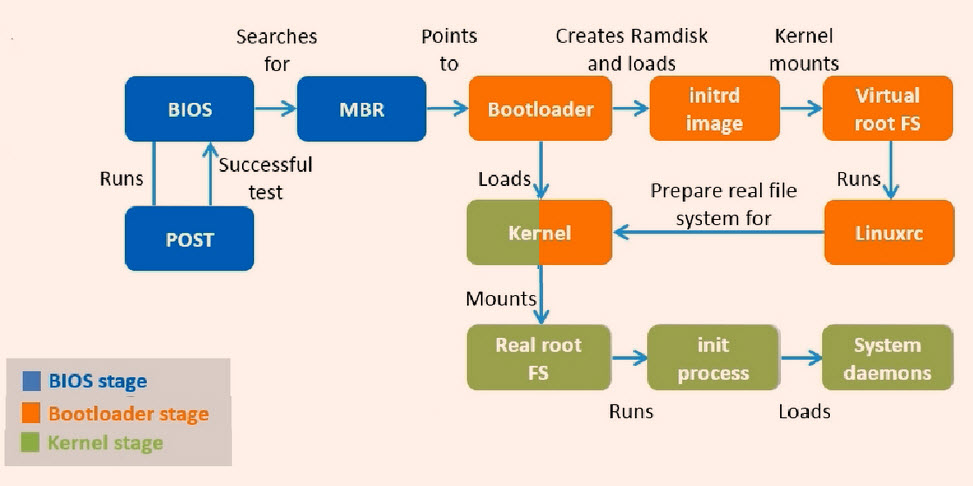 Searches
for
Points
to
Creates Ramdisk
and loads
Kernel
mounts
BIOS
MBR
Bootloader
initrd
image
Virtual
root FS
Runs
Successful
test
Loads
Prepare real file
system for
Runs
POST
Kernel
Linuxrc
Mounts
Real root
FS
init
process
System
daemons
Runs
Loads
BIOS stage
Bootloader stage
Kernel stage